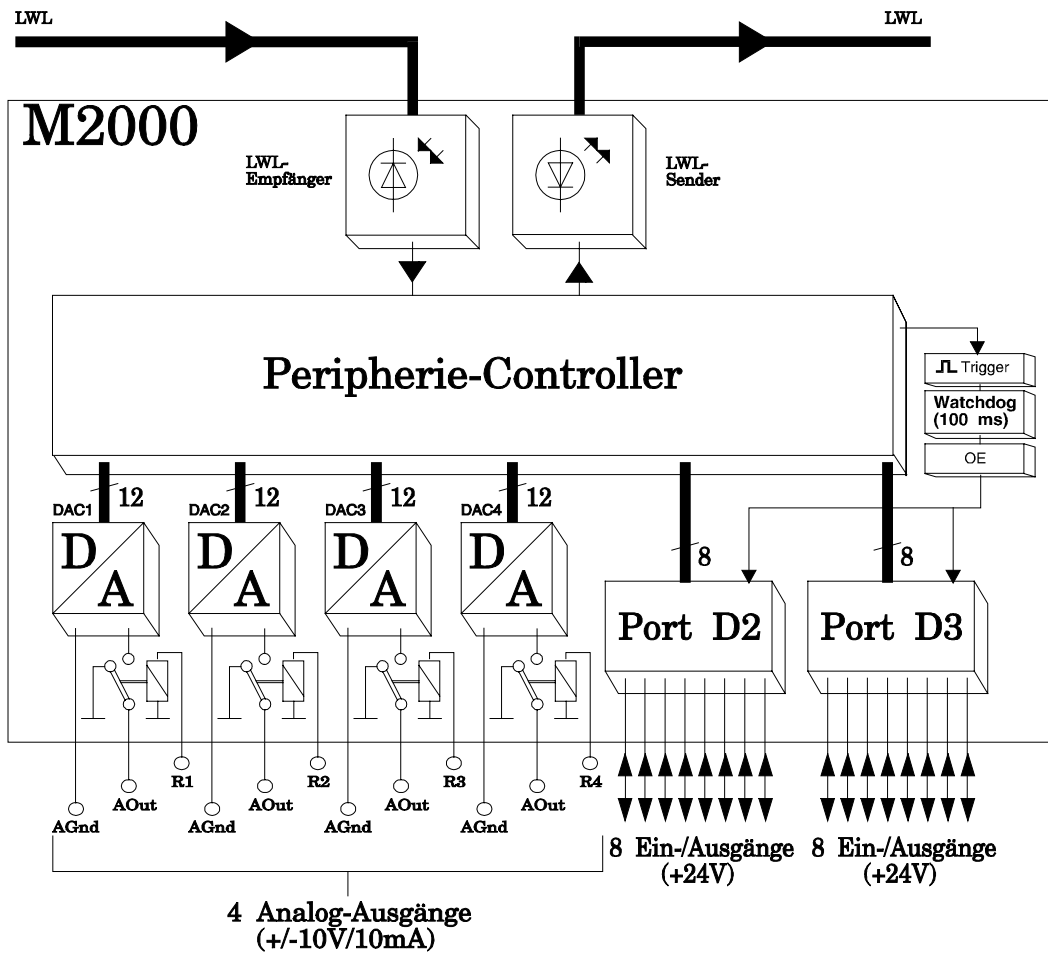 LWL
LWL
M2000
LWL-
Empfänger
LWL-
Sender
Peripherie-Controller
Trigger
Watchdog
(100 ms)
OE
DAC1
12
DAC2
12
DAC3
12
DAC4
12
8
8
D
A
D
A
D
A
D
A
Port D2
Port D3
R1
R2
R3
R4
AOut
AOut
AOut
AOut
AGnd
AGnd
AGnd
AGnd
8 Ein-/Ausgänge
(+24V)
8 Ein-/Ausgänge
(+24V)
4 Analog-Ausgänge
(+/-10V/10mA)